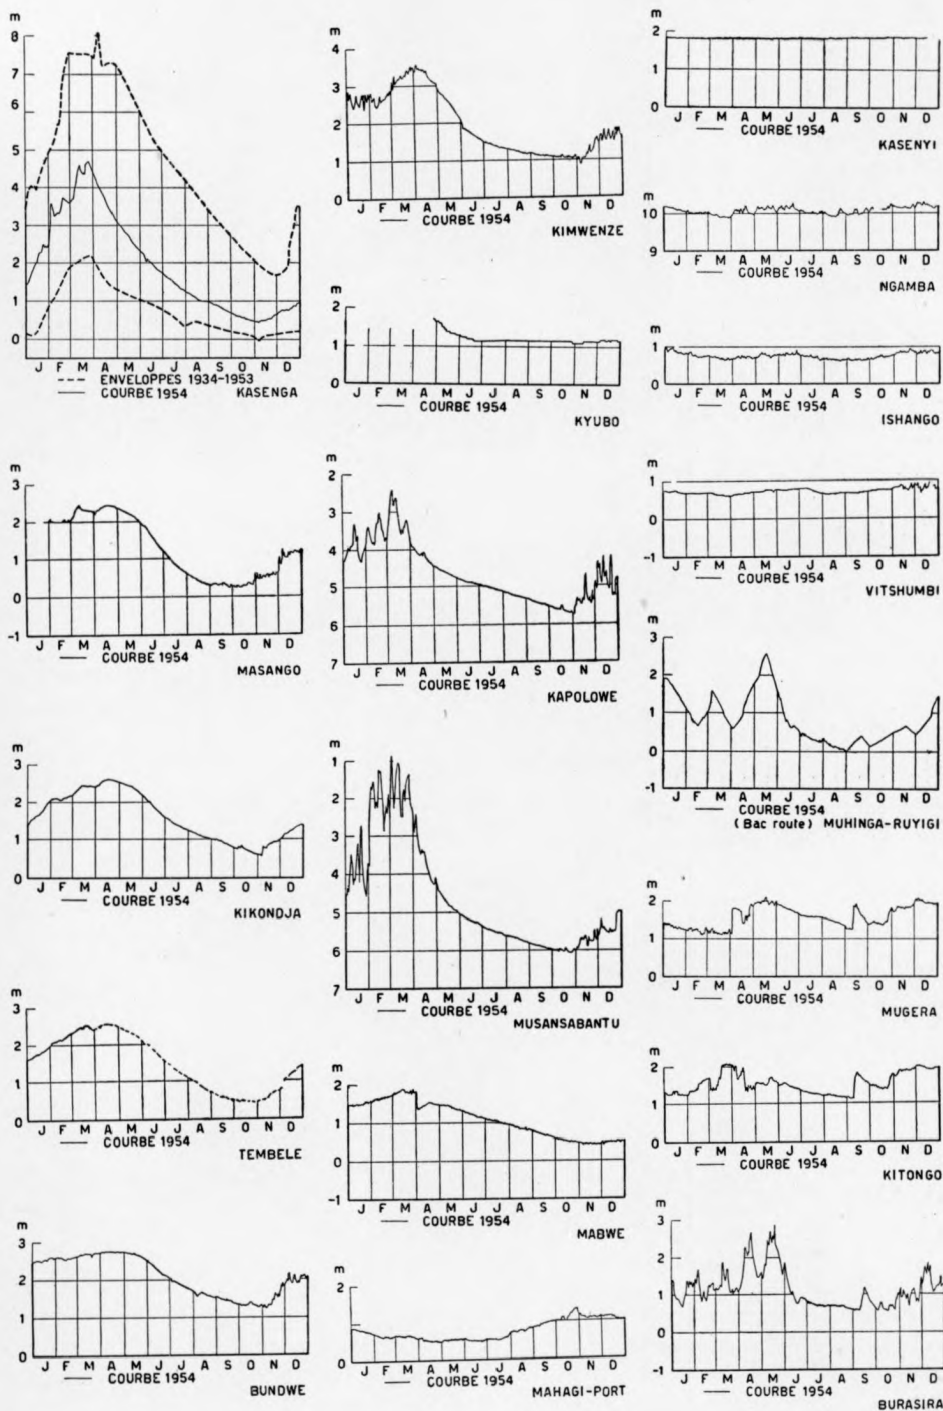 m
8
7
6
5
4
3
2
1
0
J F M A M J J A S O N D
---- ENVELOPPES 1934-1953
—— COURBE 1954 KASENGA
m
3
2
1
0
-1
J F M A M J J A S O N D
—— COURBE 1954
MASANGO
m
3
2
1
0
J F M A M J J A S O N D
—— COURBE 1954
KIKONDJA
m
3
2
1
0
J F M A M J J A S O N D
—— COURBE 1954
TEMBELE
m
3
2
1
0
J F M A M J J A S O N D
—— COURBE 1954
BUNDWE
m
4
3
2
1
0
J F M A M J J A S O N D
—— COURBE 1954
KIMWENZE
m
2
1
0
J F M A M J J A S O N D
—— COURBE 1954
KYUBO
m
2
3
4
5
6
7
J F M A M J J A S O N D
—— COURBE 1954
KAPOLOWE
m
1
2
3
4
5
6
7
J F M A M J J A S O N D
—— COURBE 1954
MUSANSABANTU
m
2
1
0
-1
J F M A M J J A S O N D
—— COURBE 1954
MABWE
m
2
0
J F M A M J J A S O N D
—— COURBE 1954
MAHAGI-PORT
m
2
1
0
J F M A M J J A S O N D
—— COURBE 1954
KASENYI
m
10
9
J F M A M J J A S O N D
—— COURBE 1954
NGAMBA
m
1
0
J F M A M J J A S O N D
—— COURBE 1954
ISHANGO
m
1
0
-1
J F M A M J J A S O N D
—— COURBE 1954
VITSHUMBI
m
3
2
1
0
-1
J F M A M J J A S O N D
—— COURBE 1954
(Bac route) MUHINGA-RUYIGI
m
2
1
0
J F M A M J J A S O N D
—— COURBE 1954
MUGERA
m
2
1
0
J F M A M J J A S O N D
—— COURBE 1954
KITONGO
m
3
2
1
0
-1
J F M A M J J A S O N D
—— COURBE 1954
BURASIRA